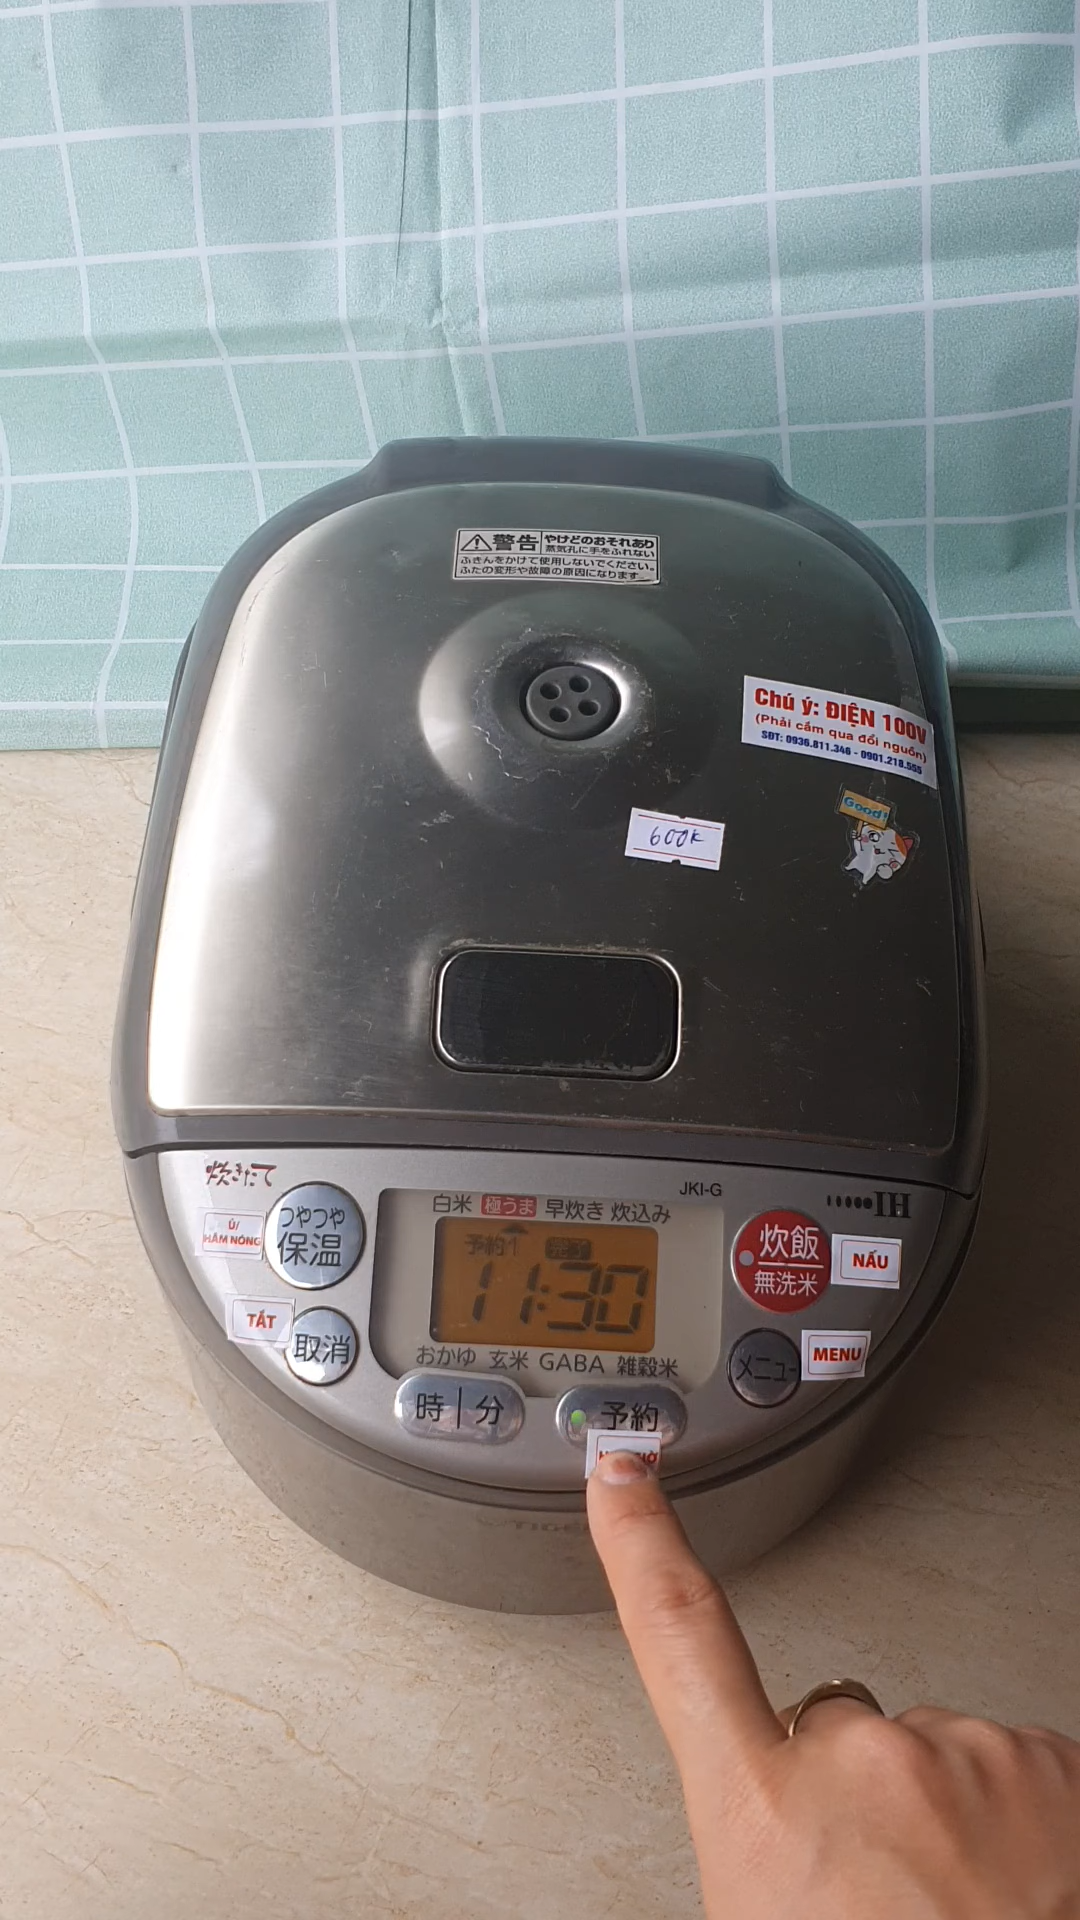 警告
やけどのおそれあり
蒸気孔に手をふれない
ふきんをかけて使用しないでください。
ふたの変形や故障の原因になります。
Chú ý: ĐIỆN 100V
(Phải cắm qua đổi nguồn)
SĐT: 0936.811.346 - 0901.218.555
Good!
600K
炊きたて
JKI-G
IH
白米 極うま 早炊き 炊込み
Ủ/
HÂM NÓNG
つやつや
保温
予約1 完了
11:30
炊飯
無洗米
NẤU
TẮT
取消
おかゆ 玄米 GABA 雑穀米
メニュー
MENU
時|分
予約